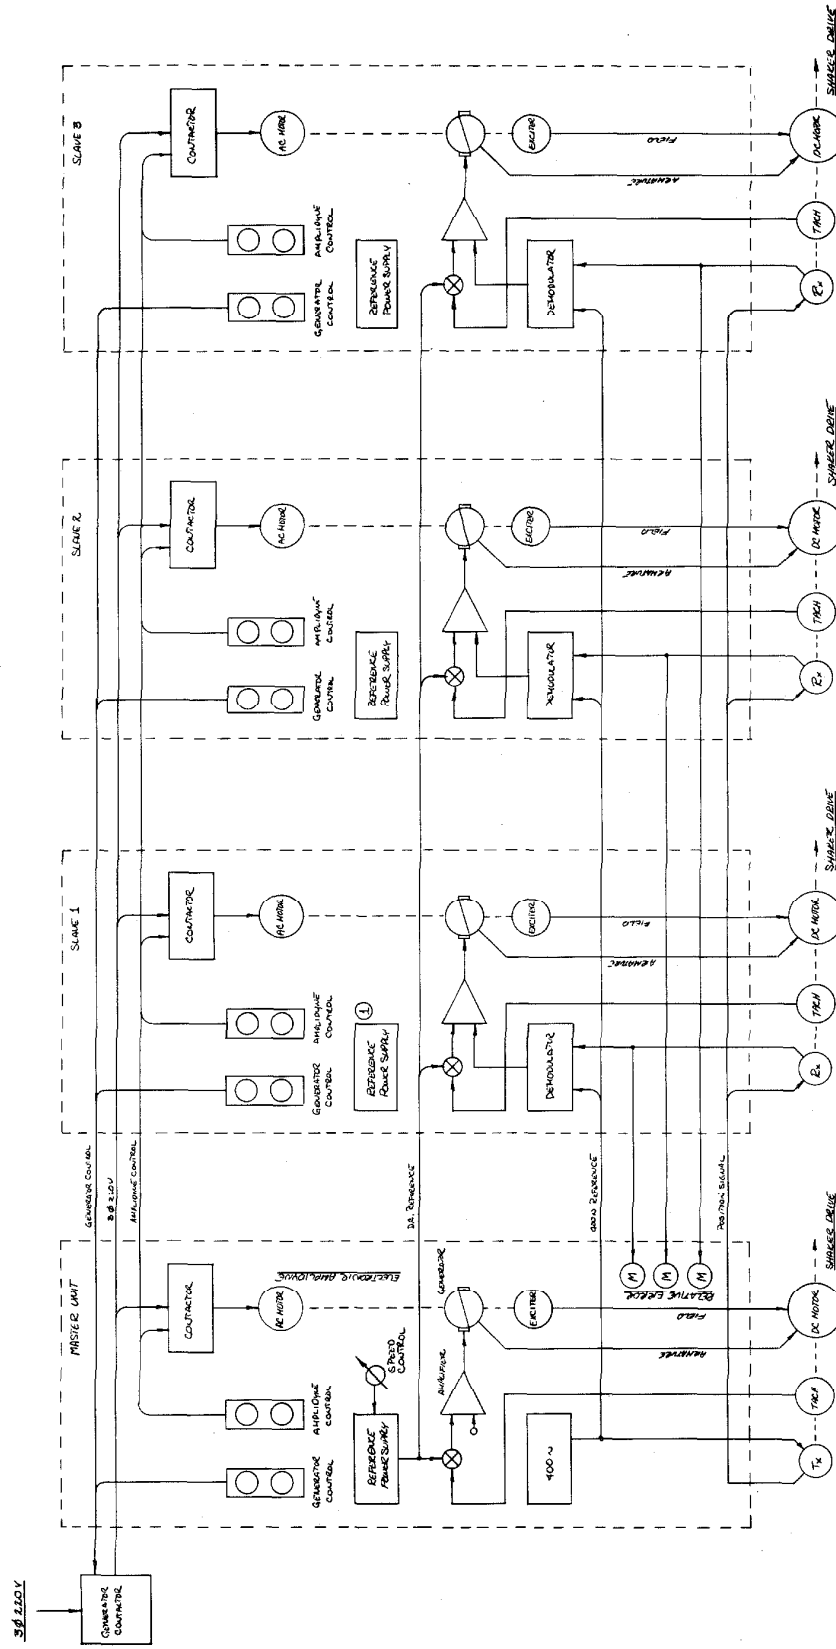 3Ø 220V
GENERATOR
CONTACTOR
GENERATOR CONTROL
3Ø 220V
AMPLIDYNE CONTROL
MASTER UNIT
CONTACTOR
AC MOTOR
ELECTRONIC AMPLIDYNE
GENERATOR
CONTROL
AMPLIDYNE
CONTROL
REFERENCE
POWER SUPPLY
SPEED
CONTROL
AMPLIFIER
GENERATOR
EXCITER
400~
M
M
M
RELATIVE ERROR
FIELD
ARMATURE
Tx
TACH
DC MOTOR
SHAKER DRIVE
D.C. REFERENCE
400~ REFERENCE
POSITION SIGNAL
SLAVE 1
CONTACTOR
AC MOTOR
GENERATOR
CONTROL
AMPLIDYNE
CONTROL
REFERENCE
POWER SUPPLY
1
EXCITER
DEMODULATOR
FIELD
ARMATURE
Rx
TACH
DC MOTOR
SHAKER DRIVE
SLAVE 2
CONTACTOR
AC MOTOR
GENERATOR
CONTROL
AMPLIDYNE
CONTROL
REFERENCE
POWER SUPPLY
EXCITER
DEMODULATOR
FIELD
ARMATURE
Rx
TACH
DC MOTOR
SHAKER DRIVE
SLAVE 3
CONTACTOR
AC MOTOR
GENERATOR
CONTROL
AMPLIDYNE
CONTROL
REFERENCE
POWER SUPPLY
EXCITER
DEMODULATOR
FIELD
ARMATURE
Rx
TACH
DC MOTOR
SHAKER DRIVE